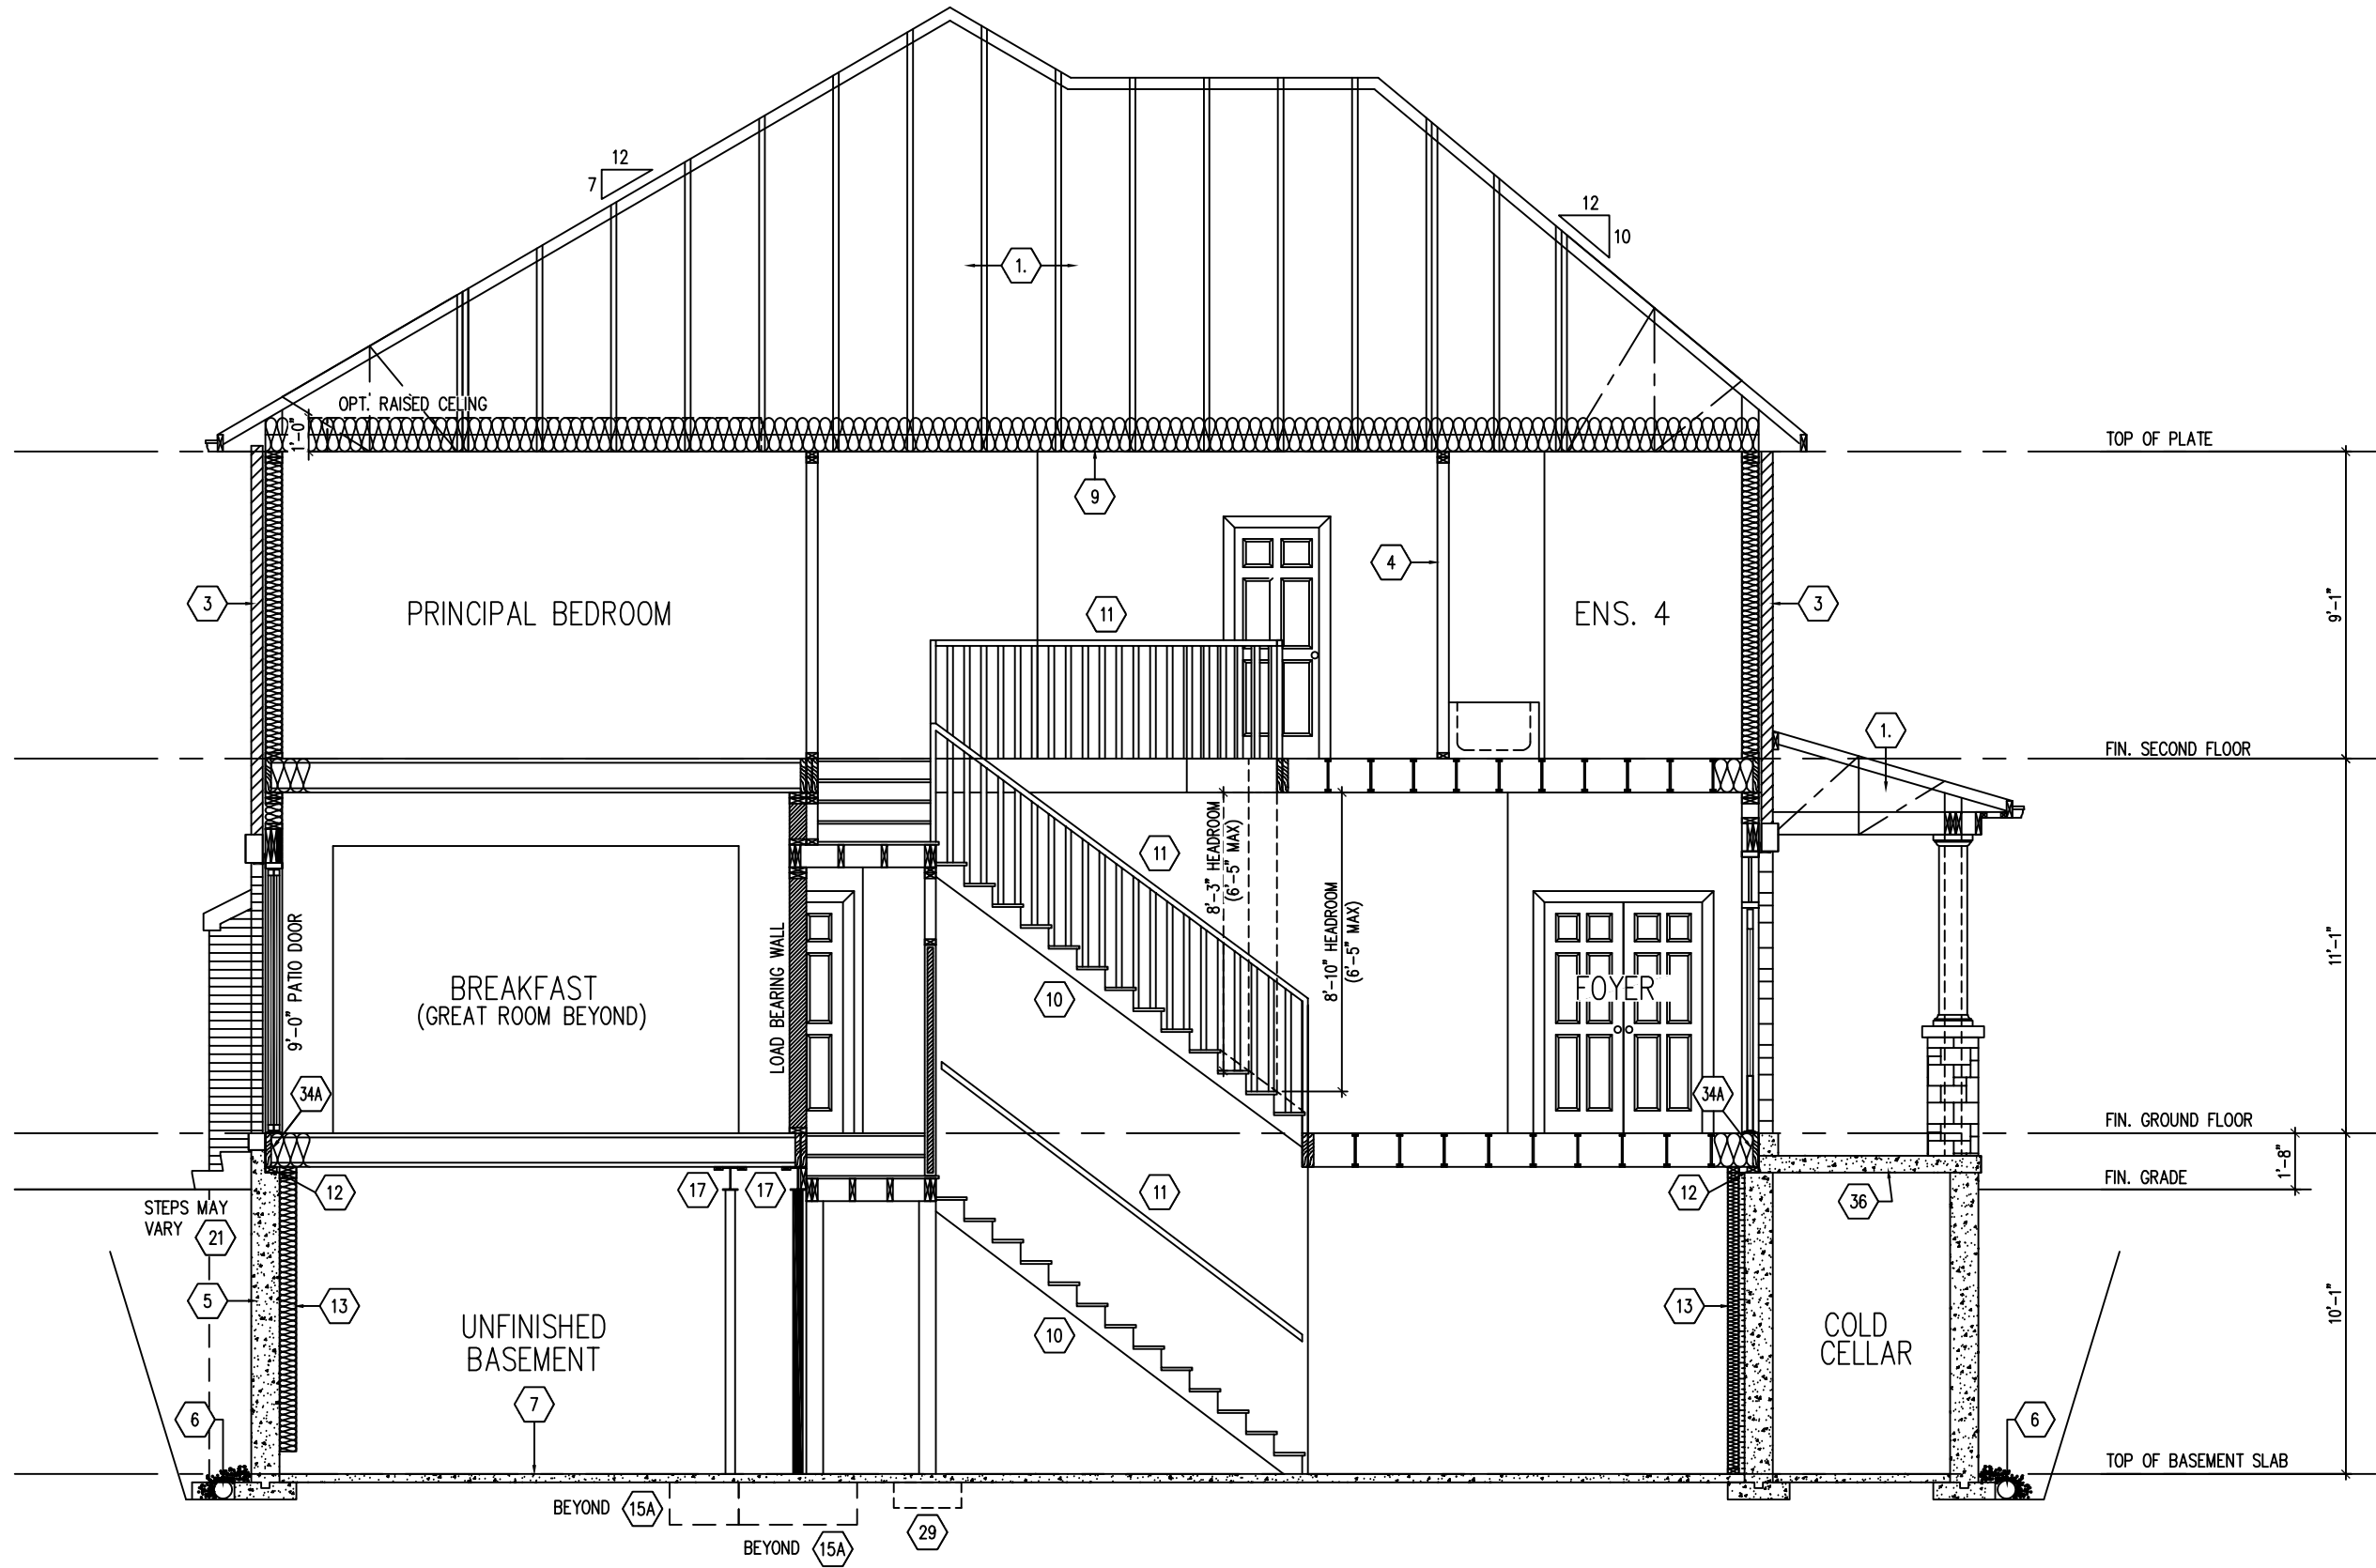 12
7
12
10
1.
OPT. RAISED CELING
1'-0"
TOP OF PLATE
9
4
3
PRINCIPAL BEDROOM
11
ENS. 4
3
9'-1"
1.
FIN. SECOND FLOOR
8'-3" HEADROOM
(6'-5" MAX)
11
8'-10" HEADROOM
(6'-5" MAX)
9'-0" PATIO DOOR
BREAKFAST
(GREAT ROOM BEYOND)
LOAD BEARING WALL
10
FOYER
11'-1"
34A
34A
FIN. GROUND FLOOR
1'-8"
FIN. GRADE
12
17
17
11
12
36
STEPS MAY
VARY
21
5
13
UNFINISHED
BASEMENT
10
13
COLD
CELLAR
10'-1"
7
6
6
TOP OF BASEMENT SLAB
BEYOND
15A
29
BEYOND
15A